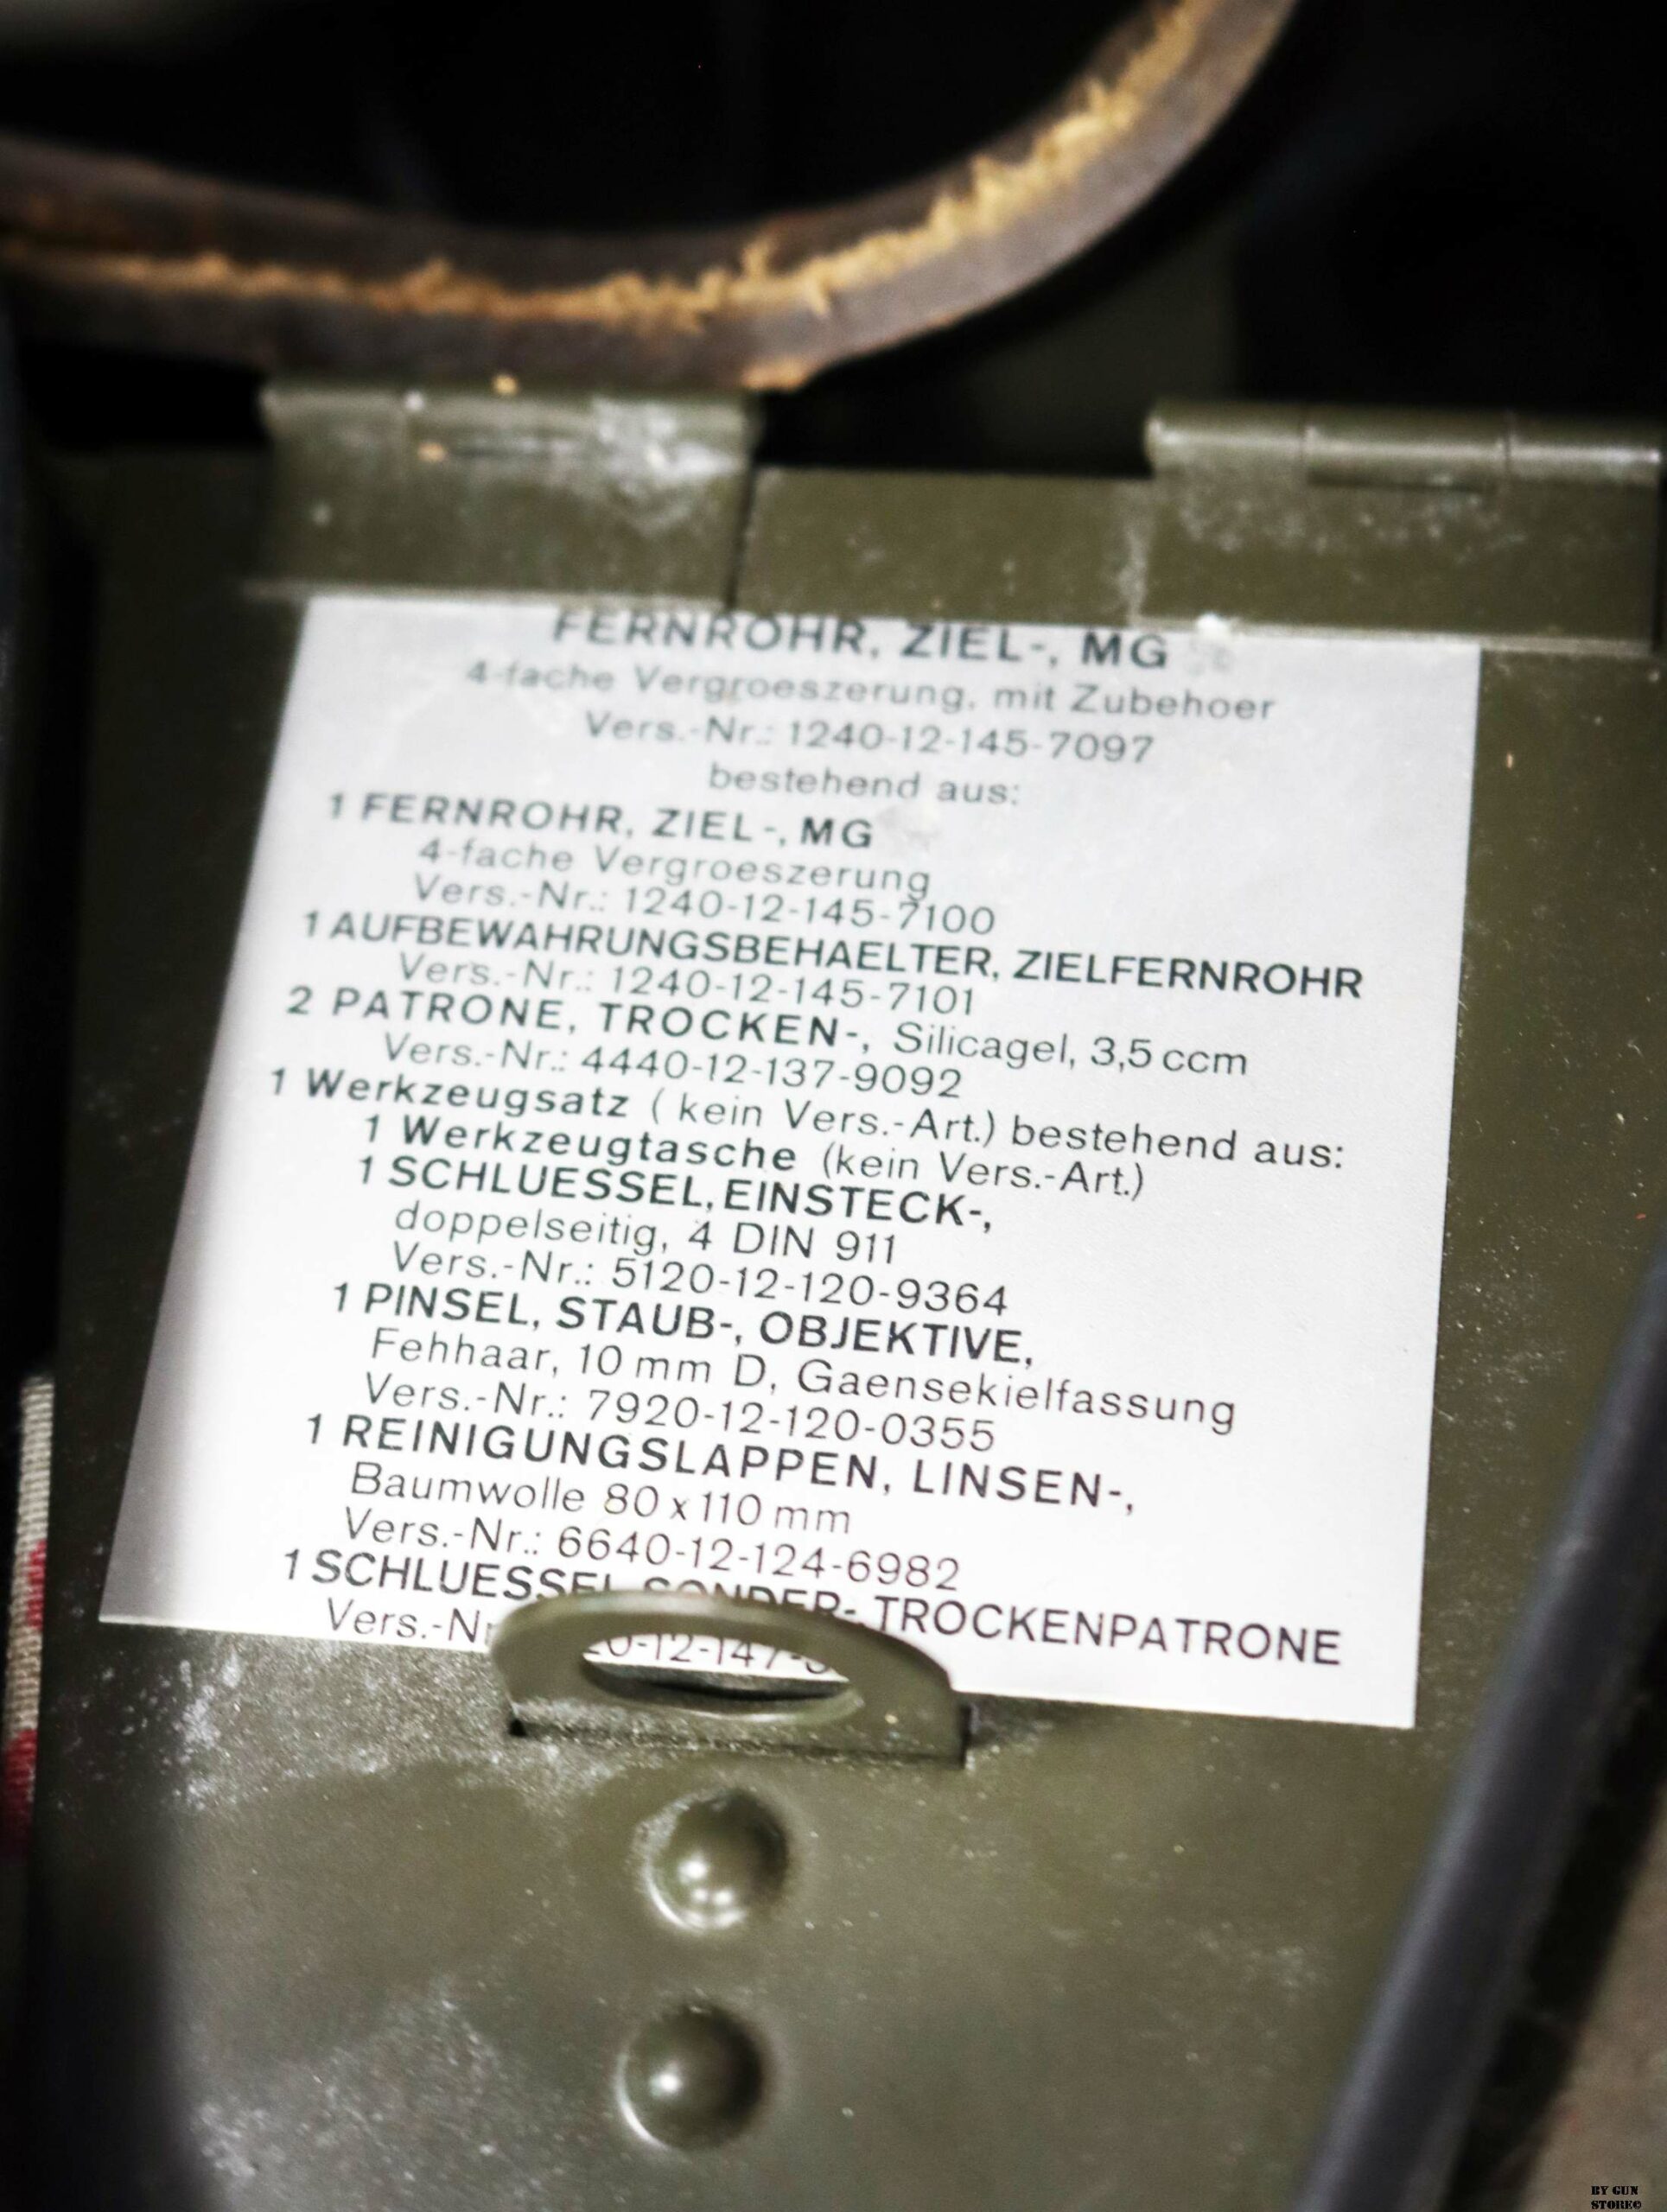 FERNROHR, ZIEL-, MG
4-fache Vergroeszerung, mit Zubehoer
Vers.-Nr.: 1240-12-145-7097
bestehend aus:
1 FERNROHR, ZIEL-, MG
4-fache Vergroeszerung
Vers.-Nr.: 1240-12-145-7100
1 AUFBEWAHRUNGSBEHAELTER, ZIELFERNROHR
Vers.-Nr.: 1240-12-145-7101
2 PATRONE, TROCKEN-, Silicagel, 3,5 ccm
Vers.-Nr.: 4440-12-137-9092
1 Werkzeugsatz ( kein Vers.-Art.) bestehend aus:
1 Werkzeugtasche (kein Vers.-Art.)
1 SCHLUESSEL, EINSTECK-,
doppelseitig, 4 DIN 911
Vers.-Nr.: 5120-12-120-9364
1 PINSEL, STAUB-, OBJEKTIVE,
Fehhaar, 10 mm D, Gaensekielfassung
Vers.-Nr.: 7920-12-120-0355
1 REINIGUNGSLAPPEN, LINSEN-,
Baumwolle 80 x 110 mm
Vers.-Nr.: 6640-12-124-6982
1 SCHLUESSEL SONDER- TROCKENPATRONE
Vers.-Nr
BY GUN
STORE©